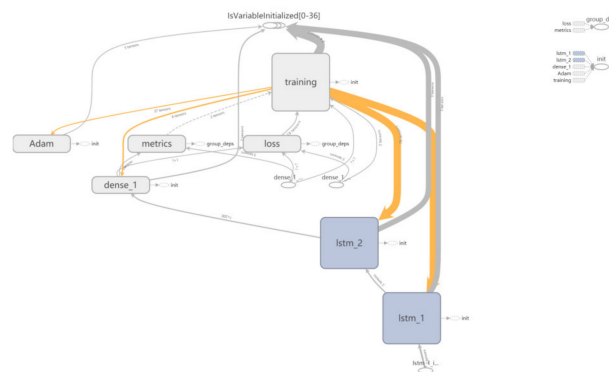 IsVariableInitialized[0-36]
training
init
Adam
init
metrics
group_deps
loss
group_deps
dense_1
init
dense_1
dense_1
lstm_2
init
lstm_1
init
lstm_1_i...
loss
metrics
group_d
lstm_1
lstm_2
dense_1
Adam
training
init